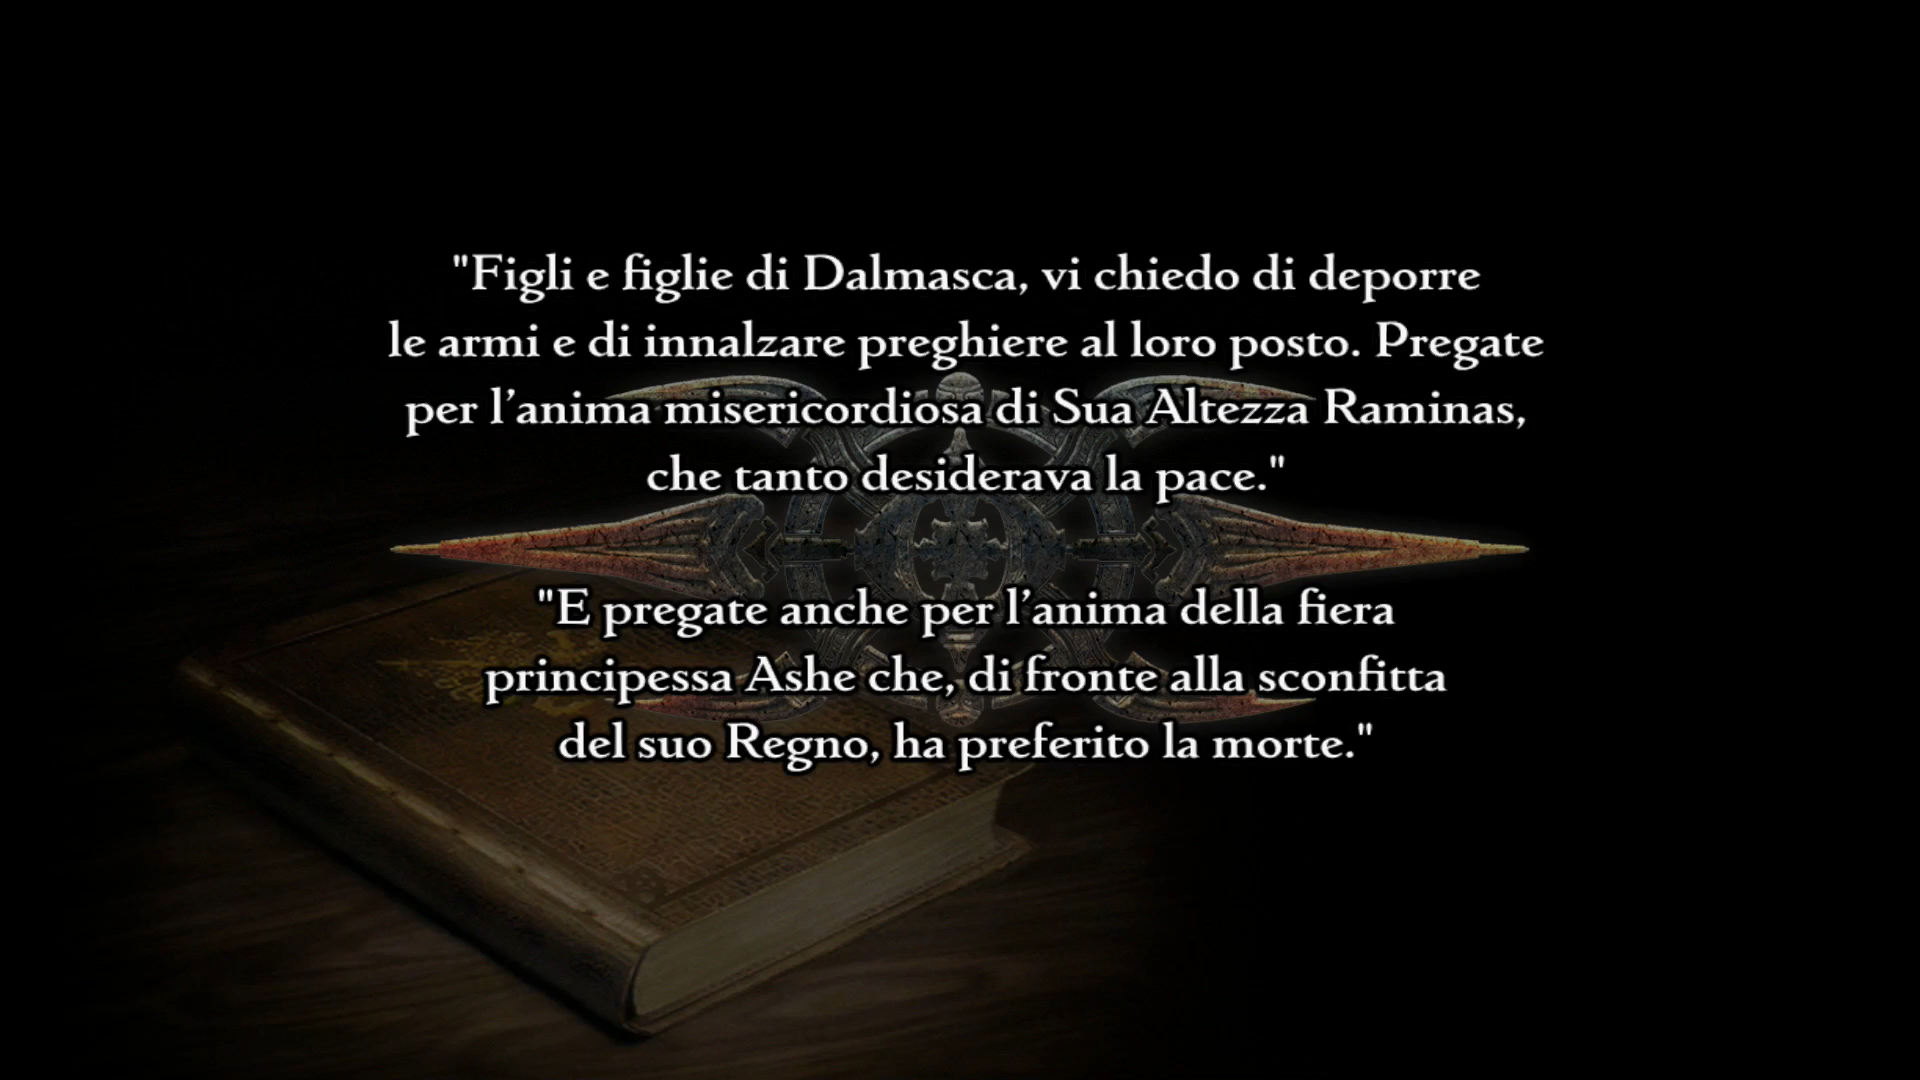 "Figli e figlie di Dalmasca, vi chiedo di deporre
le armi e di innalzare preghiere al loro posto. Pregate
per l’anima misericordiosa di Sua Altezza Raminas,
che tanto desiderava la pace."
"E pregate anche per l’anima della fiera
principessa Ashe che, di fronte alla sconfitta
del suo Regno, ha preferito la morte."